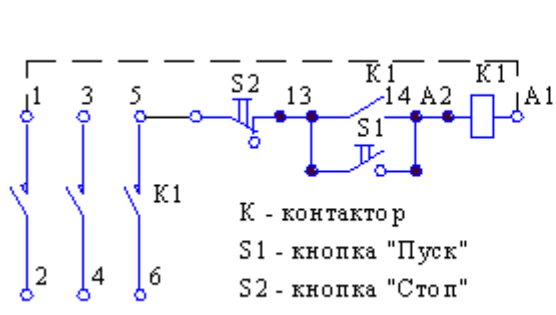 K1 K1
1 3 5 S2 13 14 A2 A1
S1
K1
2 4 6
К - контактор
S1 - кнопка "Пуск"
S2 - кнопка "Стоп"